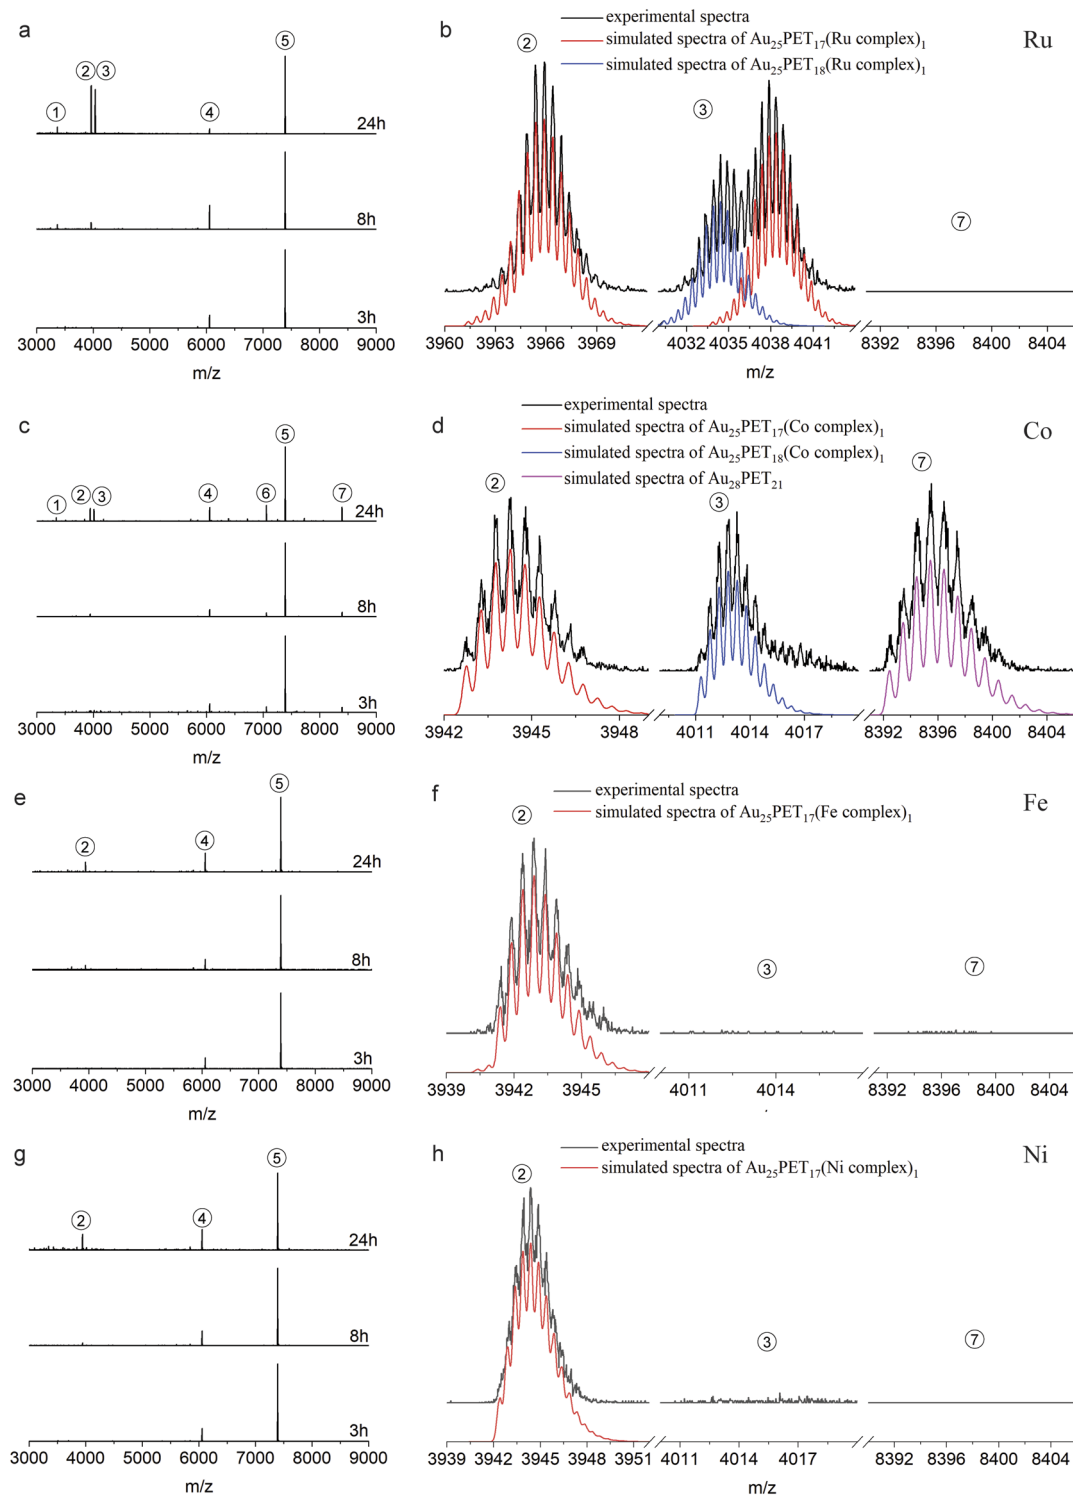 a
① ② ③ ④ ⑤
24h
8h
3h
3000 4000 5000 6000 7000 8000 9000
m/z
b
Ru
experimental spectra
simulated spectra of Au₂₅PET₁₇(Ru complex)₁
simulated spectra of Au₂₅PET₁₈(Ru complex)₁
② ③ ⑦
3960 3963 3966 3969 4032 4035 4038 4041 8392 8396 8400 8404
m/z
c
① ② ③ ④ ⑤ ⑥ ⑦
24h
8h
3h
3000 4000 5000 6000 7000 8000 9000
m/z
d
Co
experimental spectra
simulated spectra of Au₂₅PET₁₇(Co complex)₁
simulated spectra of Au₂₅PET₁₈(Co complex)₁
simulated spectra of Au₂₈PET₂₁
② ③ ⑦
3942 3945 3948 4011 4014 4017 8392 8396 8400 8404
m/z
e
② ④ ⑤
24h
8h
3h
3000 4000 5000 6000 7000 8000 9000
m/z
f
Fe
experimental spectra
simulated spectra of Au₂₅PET₁₇(Fe complex)₁
② ③ ⑦
3939 3942 3945 4011 4014 8392 8396 8400 8404
g
② ④ ⑤
24h
8h
3h
3000 4000 5000 6000 7000 8000 9000
m/z
h
Ni
experimental spectra
simulated spectra of Au₂₅PET₁₇(Ni complex)₁
② ③ ⑦
3939 3942 3945 3948 3951 4011 4014 4017 8392 8396 8400 8404
m/z